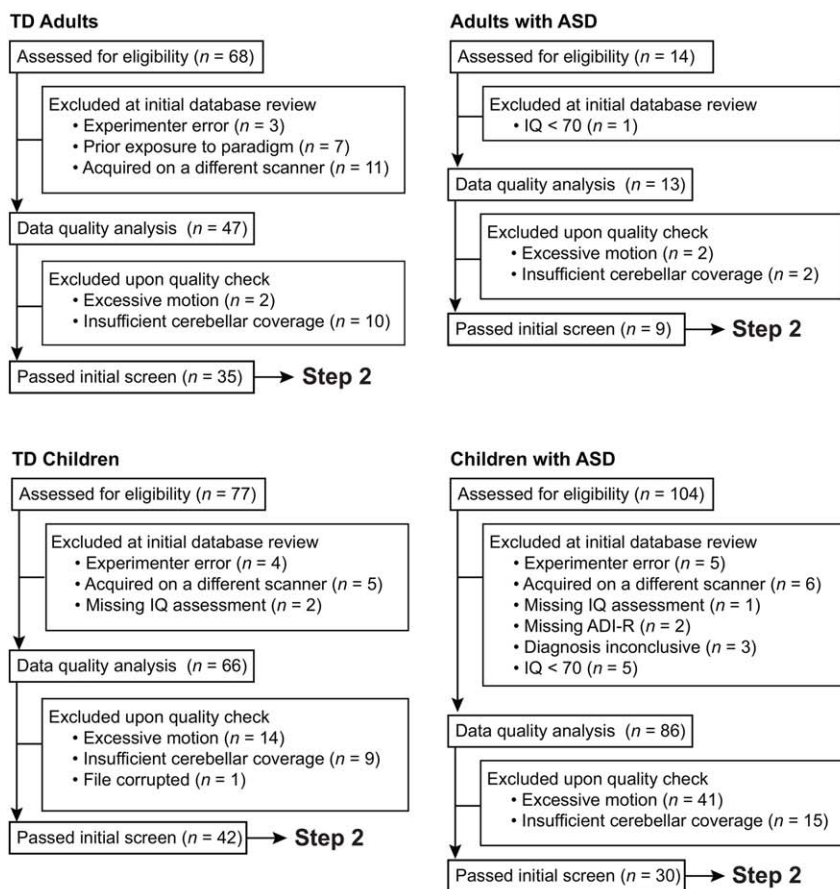 TD Adults
Assessed for eligibility (n = 68)
Excluded at initial database review
• Experimenter error (n = 3)
• Prior exposure to paradigm (n = 7)
• Acquired on a different scanner (n = 11)
Data quality analysis (n = 47)
Excluded upon quality check
• Excessive motion (n = 2)
• Insufficient cerebellar coverage (n = 10)
Passed initial screen (n = 35)
Step 2
Adults with ASD
Assessed for eligibility (n = 14)
Excluded at initial database review
• IQ < 70 (n = 1)
Data quality analysis (n = 13)
Excluded upon quality check
• Excessive motion (n = 2)
• Insufficient cerebellar coverage (n = 2)
Passed initial screen (n = 9)
Step 2
TD Children
Assessed for eligibility (n = 77)
Excluded at initial database review
• Experimenter error (n = 4)
• Acquired on a different scanner (n = 5)
• Missing IQ assessment (n = 2)
Data quality analysis (n = 66)
Excluded upon quality check
• Excessive motion (n = 14)
• Insufficient cerebellar coverage (n = 9)
• File corrupted (n = 1)
Passed initial screen (n = 42)
Step 2
Children with ASD
Assessed for eligibility (n = 104)
Excluded at initial database review
• Experimenter error (n = 5)
• Acquired on a different scanner (n = 6)
• Missing IQ assessment (n = 1)
• Missing ADI-R (n = 2)
• Diagnosis inconclusive (n = 3)
• IQ < 70 (n = 5)
Data quality analysis (n = 86)
Excluded upon quality check
• Excessive motion (n = 41)
• Insufficient cerebellar coverage (n = 15)
Passed initial screen (n = 30)
Step 2